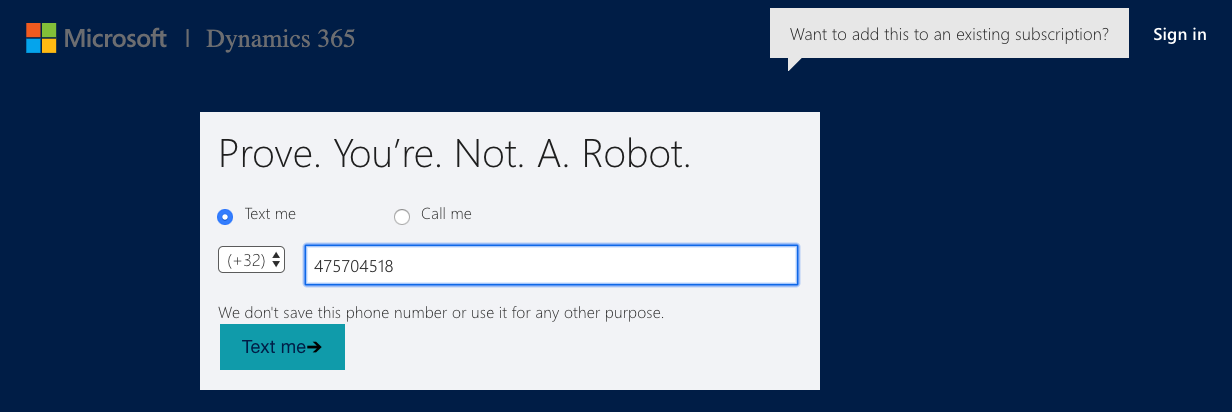 Microsoft | Dynamics 365
Want to add this to an existing subscription?
Sign in
Prove. You're. Not. A. Robot.
Text me
Call me
(+32)
475704518
We don't save this phone number or use it for any other purpose.
Text me➔